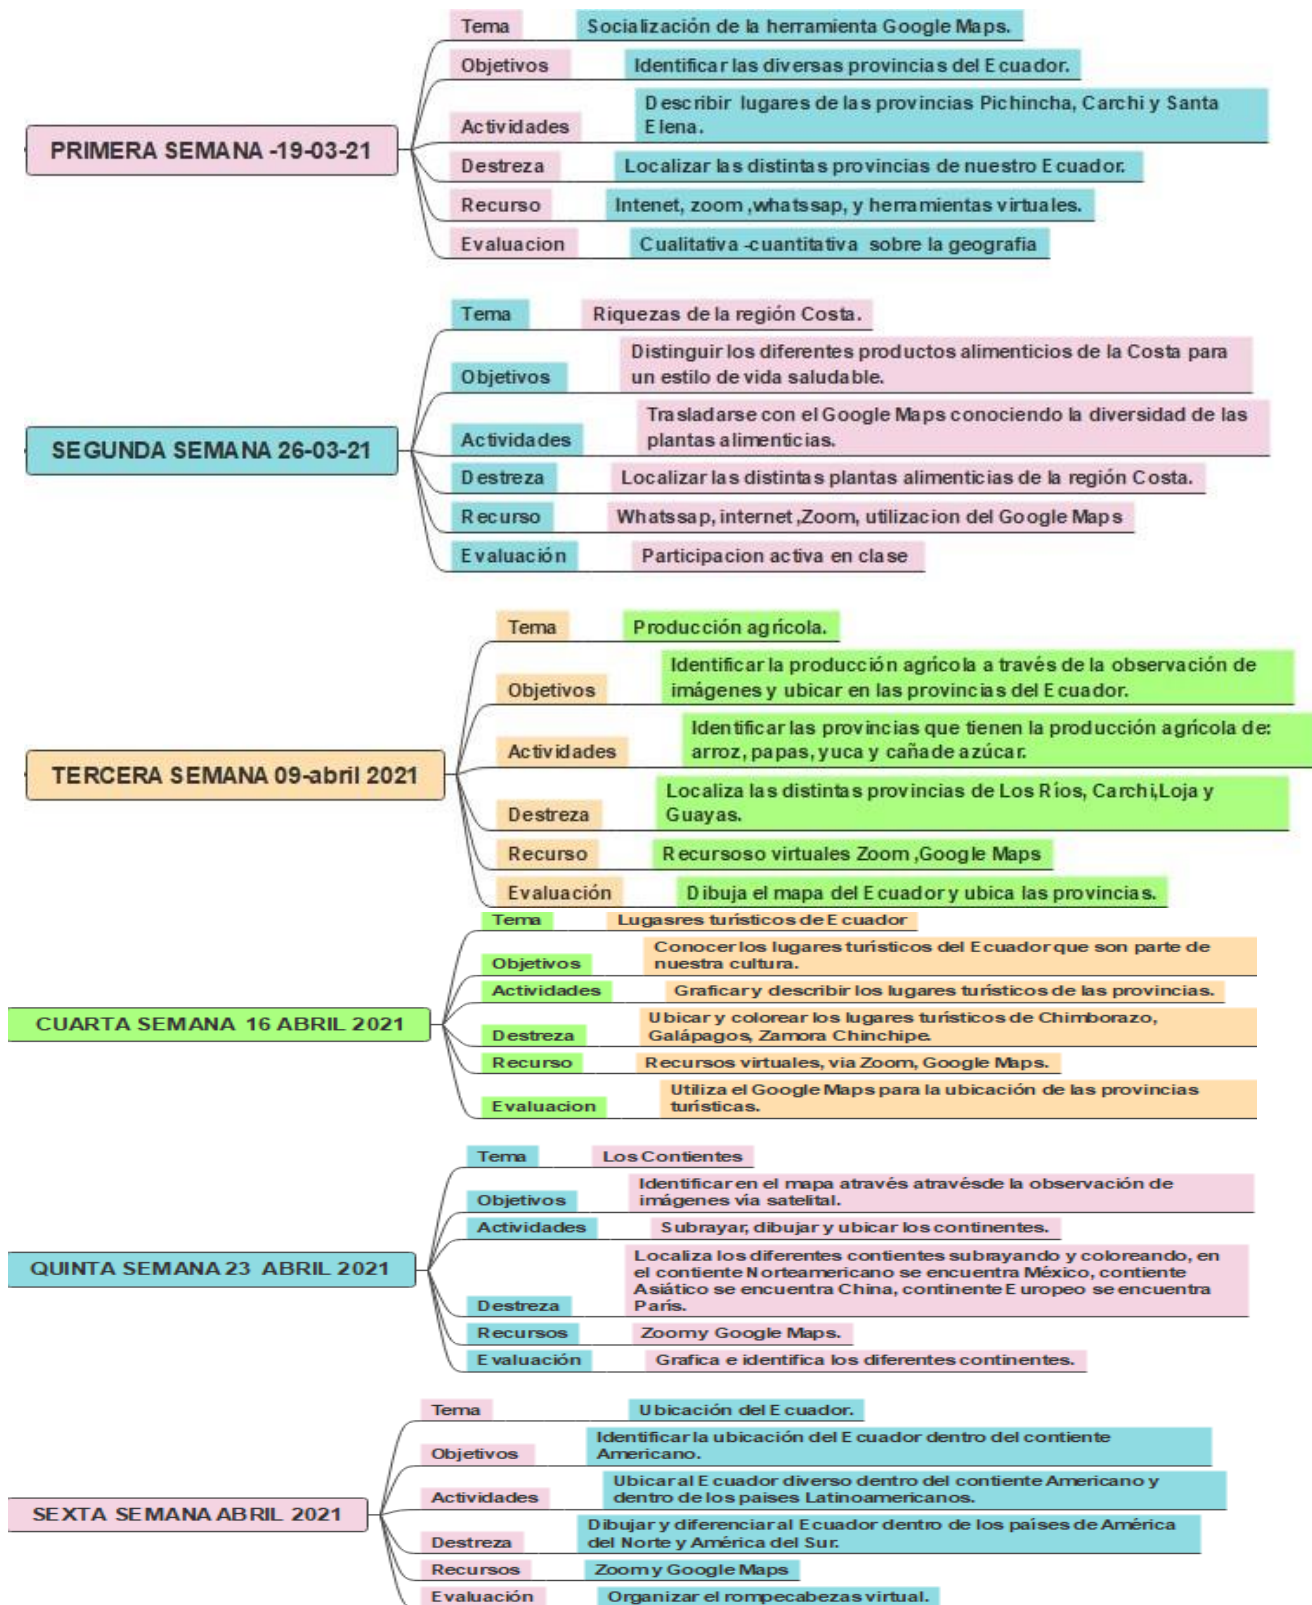 Tema
Socialización de la herramienta Google Maps.
Objetivos
Identificar las diversas provincias del Ecuador.
Describir lugares de las provincias Pichincha, Carchi y Santa
Elena.
Actividades
PRIMERA SEMANA -19-03-21
Destreza
Localizar las distintas provincias de nuestro Ecuador.
Recurso
Intenet, zoom ,whatssap, y herramientas virtuales.
Evaluacion
Cualitativa -cuantitativa sobre la geografia
Tema
Riquezas de la región Costa.
Distinguir los diferentes productos alimenticios de la Costa para
un estilo de vida saludable.
Objetivos
Trasladarse con el Google Maps conociendo la diversidad de las
plantas alimenticias.
Actividades
SEGUNDA SEMANA 26-03-21
Destreza
Localizar las distintas plantas alimenticias de la región Costa.
Recurso
Whatssap, internet ,Zoom, utilizacion del Google Maps
Evaluación
Participacion activa en clase
Tema
Producción agrícola.
Identificar la producción agrícola a través de la observación de
imágenes y ubicar en las provincias del Ecuador.
Objetivos
Identificar las provincias que tienen la producción agrícola de:
arroz, papas, yuca y caña de azúcar.
Actividades
TERCERA SEMANA 09-abril 2021
Localiza las distintas provincias de Los Ríos, Carchi,Loja y
Guayas.
Destreza
Recurso
Recursoso virtuales Zoom ,Google Maps
Evaluación
Dibuja el mapa del Ecuador y ubica las provincias.
Tema
Lugasres turísticos de Ecuador
Conocer los lugares turísticos del Ecuador que son parte de
nuestra cultura.
Objetivos
Actividades
Graficar y describir los lugares turísticos de las provincias.
CUARTA SEMANA 16 ABRIL 2021
Ubicar y colorear los lugares turísticos de Chimborazo,
Galápagos, Zamora Chinchipe.
Destreza
Recurso
Recursos virtuales, via Zoom, Google Maps.
Utiliza el Google Maps para la ubicación de las provincias
turísticas.
Evaluacion
Tema
Los Contientes
Identificar en el mapa através atravésde la observación de
imágenes vía satelital.
Objetivos
Actividades
Subrayar, dibujar y ubicar los continentes.
QUINTA SEMANA 23 ABRIL 2021
Localiza los diferentes contientes subrayando y coloreando, en
el contiente Norteamericano se encuentra México, contiente
Asiático se encuentra China, continente Europeo se encuentra
París.
Destreza
Recursos
Zoom y Google Maps.
Evaluación
Grafica e identifica los diferentes continentes.
Tema
Ubicación del Ecuador.
Identificar la ubicación del Ecuador dentro del contiente
Americano.
Objetivos
Ubicar al Ecuador diverso dentro del contiente Americano y
dentro de los paises Latinoamericanos.
Actividades
SEXTA SEMANA ABRIL 2021
Dibujar y diferenciar al Ecuador dentro de los países de América
del Norte y América del Sur.
Destreza
Recursos
Zoom y Google Maps
Evaluación
Organizar el rompecabezas virtual.